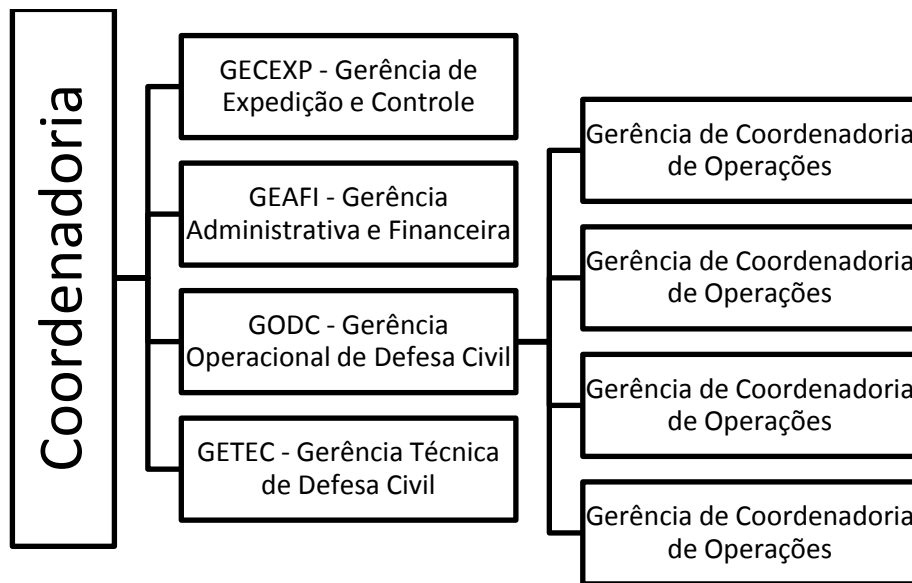 Coordenadoria
GECEXP - Gerência de
Expedição e Controle
GEAFI - Gerência
Administrativa e Financeira
GODC - Gerência
Operacional de Defesa Civil
GETEC - Gerência Técnica
de Defesa Civil
Gerência de Coordenadoria
de Operações
Gerência de Coordenadoria
de Operações
Gerência de Coordenadoria
de Operações
Gerência de Coordenadoria
de Operações